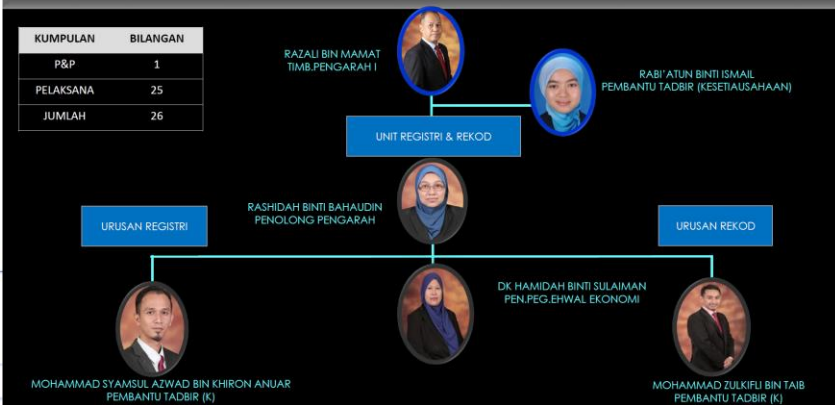 KUMPULAN BILANGAN
P&P 1
PELAKSANA 25
JUMLAH 26
RAZALI BIN MAMAT
TIMB.PENGARAH I
RABI'ATUN BINTI ISMAIL
PEMBANTU TADBIR (KESETIAUSAHAAN)
UNIT REGISTRI & REKOD
RASHIDAH BINTI BAHAUDIN
PENOLONG PENGARAH
URUSAN REGISTRI
URUSAN REKOD
DK HAMIDAH BINTI SULAIMAN
PEN.PEG.EHWAL EKONOMI
MOHAMMAD SYAMSUL AZWAD BIN KHIRON ANUAR
PEMBANTU TADBIR (K)
MOHAMMAD ZULKIFLI BIN TAIB
PEMBANTU TADBIR (K)